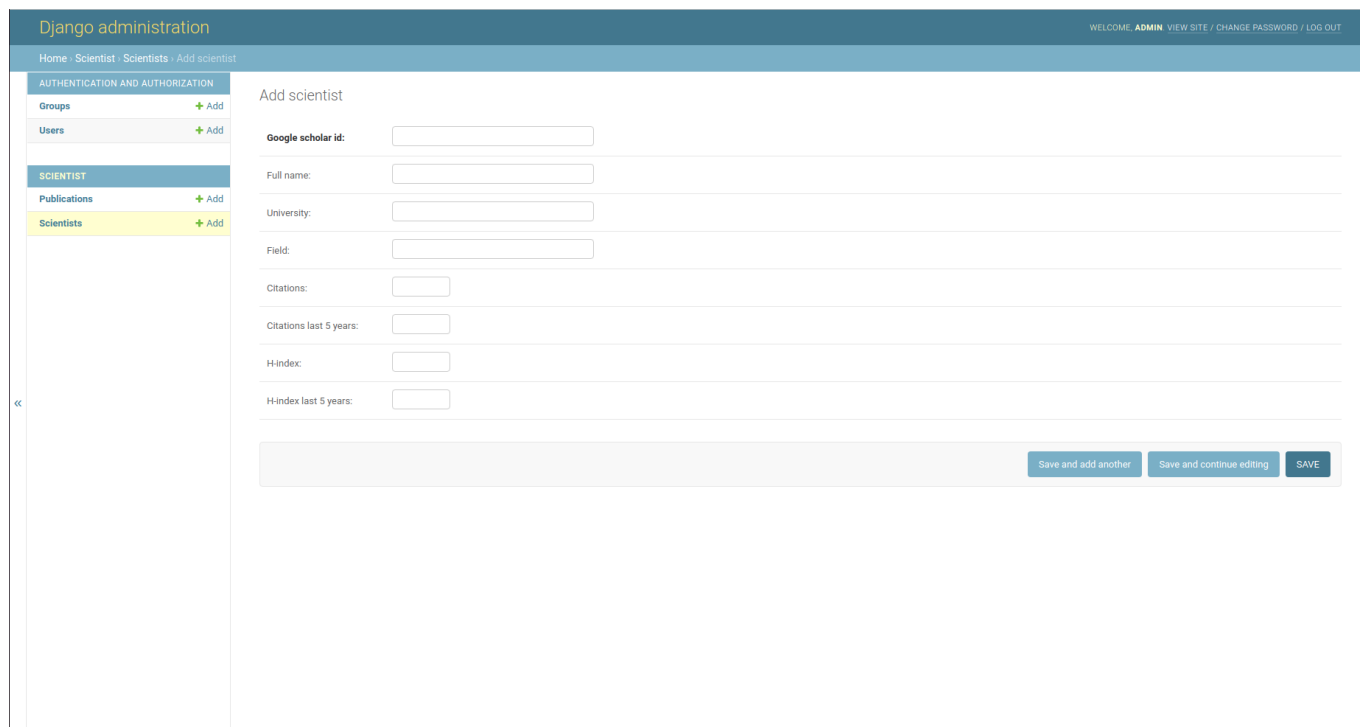 Django administration
WELCOME, ADMIN. VIEW SITE / CHANGE PASSWORD / LOG OUT
Home › Scientist › Scientists › Add scientist
AUTHENTICATION AND AUTHORIZATION
Groups + Add
Users + Add
SCIENTIST
Publications + Add
Scientists + Add
«
Add scientist
Google scholar id:
Full name:
University:
Field:
Citations:
Citations last 5 years:
H-index:
H-index last 5 years:
Save and add another Save and continue editing SAVE